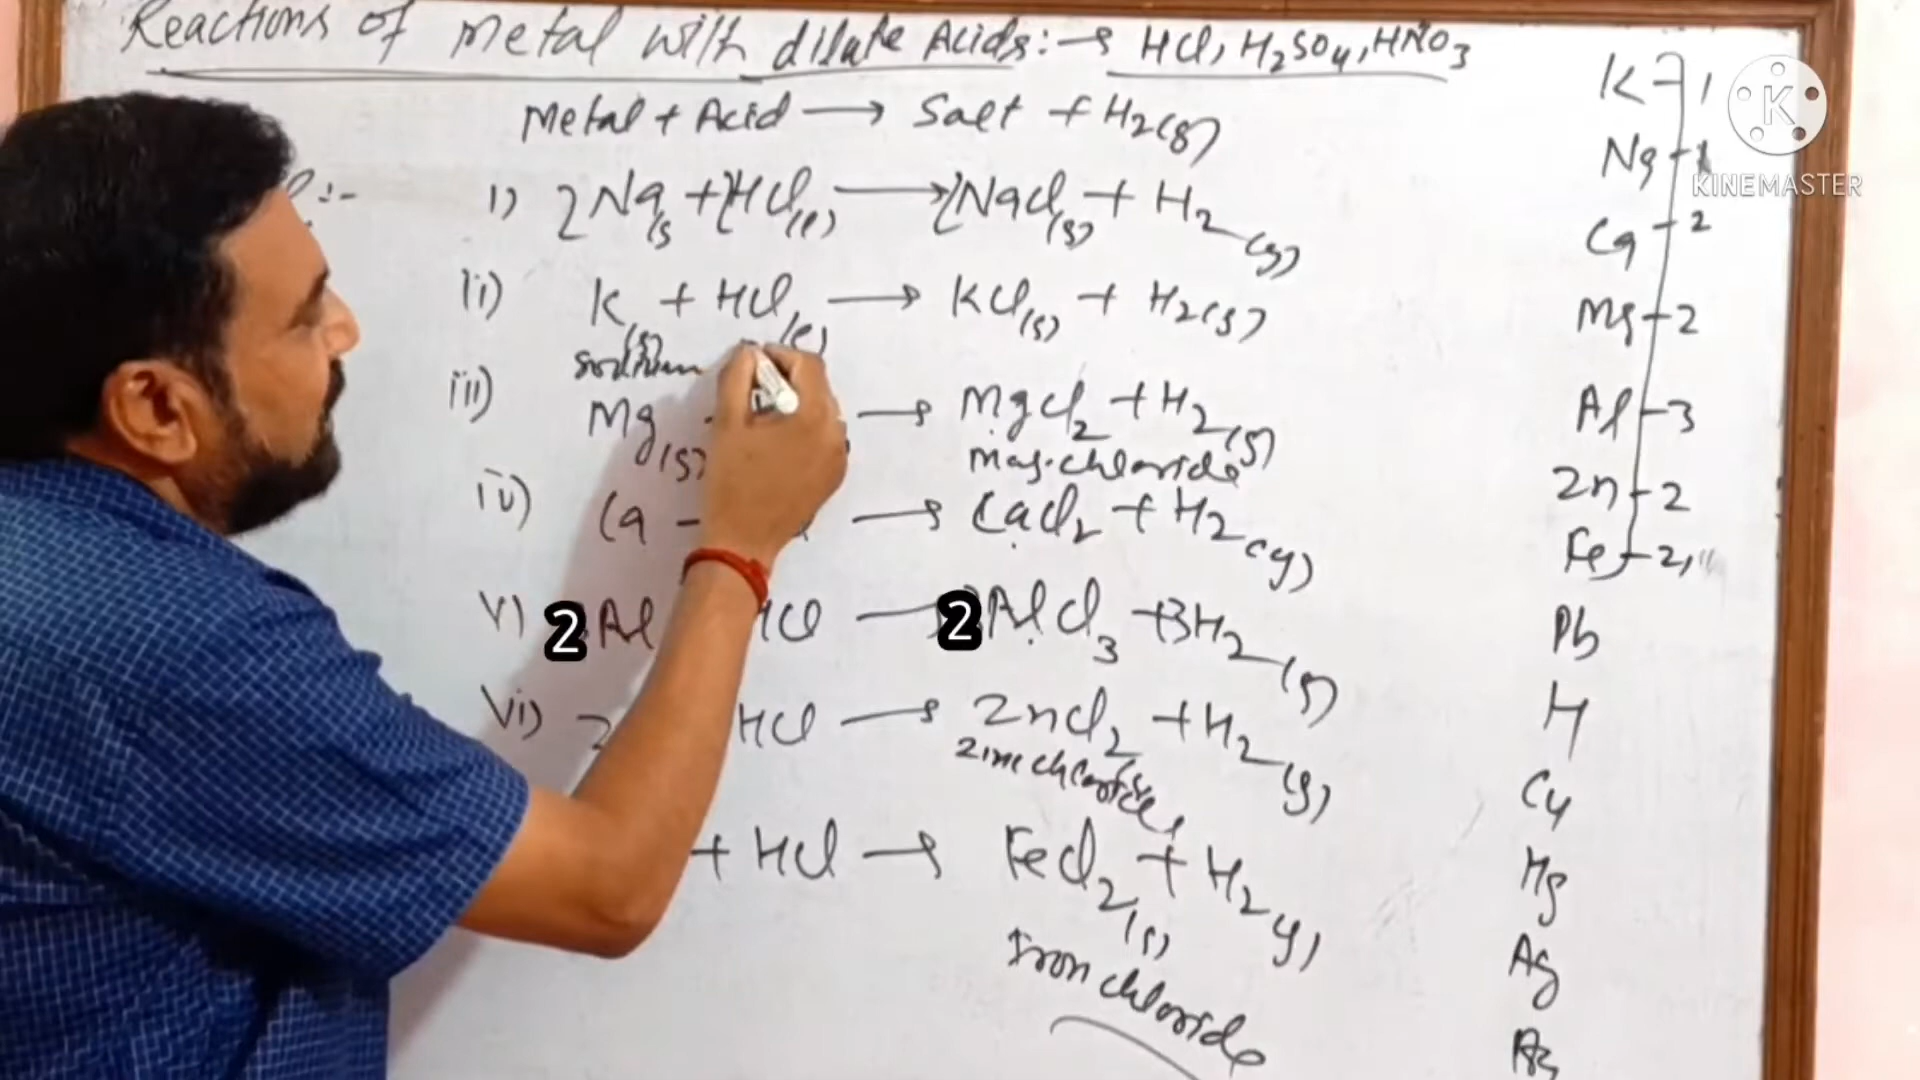 Reactions of metal with dilute Acids :→ HCl, H2SO4, HNO3
Metal + Acid → Salt + H2(g)
i) 2Na(s + 2HCl(l) → 2NaCl(s) + H2(g)
ii) K(s) + HCl(l) → KCl(s) + H2(g)
sodium
iii) Mg(s) → MgCl2 + H2(g)
Mag. chloride
iv) Ca → CaCl2 + H2(g)
v) 2Al HCl → 2AlCl3 + 3H2(g)
vi) HCl → ZnCl2 + H2(g)
zinc chloride
+ HCl → FeCl2(s) + H2(g)
Iron chloride
K - 1
Na - 1
Ca - 2
Mg - 2
Al - 3
Zn - 2
Fe - 2,
Pb
H
Cu
Hg
Ag
K
KINEMASTER